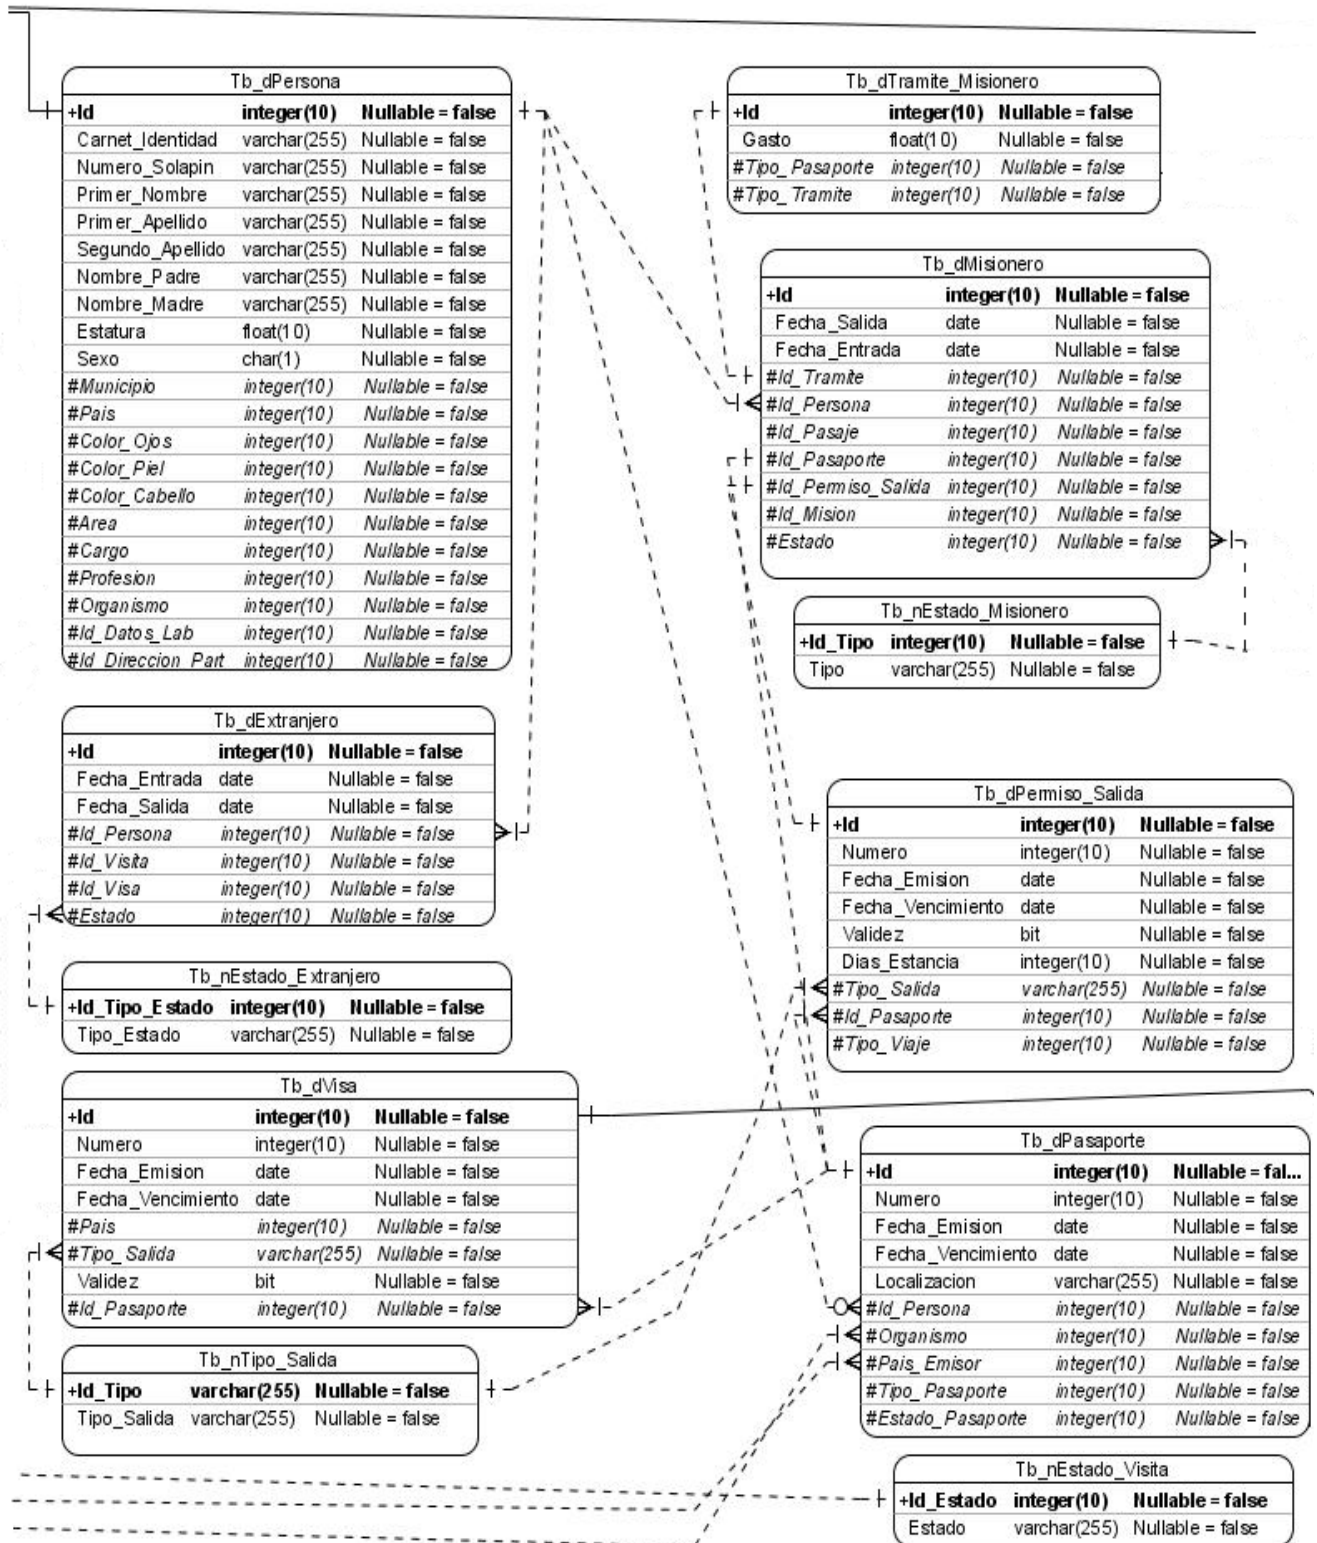 Tb_dPersona
+Id integer(10) Nullable = false
Carnet_Identidad varchar(255) Nullable = false
Numero_Solapin varchar(255) Nullable = false
Primer_Nombre varchar(255) Nullable = false
Primer_Apellido varchar(255) Nullable = false
Segundo_Apellido varchar(255) Nullable = false
Nombre_Padre varchar(255) Nullable = false
Nombre_Madre varchar(255) Nullable = false
Estatura float(10) Nullable = false
Sexo char(1) Nullable = false
#Municipio integer(10) Nullable = false
#Pais integer(10) Nullable = false
#Color_Ojos integer(10) Nullable = false
#Color_Piel integer(10) Nullable = false
#Color_Cabello integer(10) Nullable = false
#Area integer(10) Nullable = false
#Cargo integer(10) Nullable = false
#Profesion integer(10) Nullable = false
#Organismo integer(10) Nullable = false
#Id_Datos_Lab integer(10) Nullable = false
#Id_Direccion_Part integer(10) Nullable = false
Tb_dTramite_Misionero
+Id integer(10) Nullable = false
Gasto float(10) Nullable = false
#Tipo_Pasaporte integer(10) Nullable = false
#Tipo_Tramite integer(10) Nullable = false
Tb_dMisionero
+Id integer(10) Nullable = false
Fecha_Salida date Nullable = false
Fecha_Entrada date Nullable = false
#Id_Tramite integer(10) Nullable = false
#Id_Persona integer(10) Nullable = false
#Id_Pasaje integer(10) Nullable = false
#Id_Pasaporte integer(10) Nullable = false
#Id_Permiso_Salida integer(10) Nullable = false
#Id_Mision integer(10) Nullable = false
#Estado integer(10) Nullable = false
Tb_nEstado_Misionero
+Id_Tipo integer(10) Nullable = false
Tipo varchar(255) Nullable = false
Tb_dExtranjero
+Id integer(10) Nullable = false
Fecha_Entrada date Nullable = false
Fecha_Salida date Nullable = false
#Id_Persona integer(10) Nullable = false
#Id_Visita integer(10) Nullable = false
#Id_Visa integer(10) Nullable = false
#Estado integer(10) Nullable = false
Tb_dPermiso_Salida
+Id integer(10) Nullable = false
Numero integer(10) Nullable = false
Fecha_Emision date Nullable = false
Fecha_Vencimiento date Nullable = false
Validez bit Nullable = false
Dias_Estancia integer(10) Nullable = false
#Tipo_Salida varchar(255) Nullable = false
#Id_Pasaporte integer(10) Nullable = false
#Tipo_Viaje integer(10) Nullable = false
Tb_nEstado_Extranjero
+Id_Tipo_Estado integer(10) Nullable = false
Tipo_Estado varchar(255) Nullable = false
Tb_dVisa
+Id integer(10) Nullable = false
Numero integer(10) Nullable = false
Fecha_Emision date Nullable = false
Fecha_Vencimiento date Nullable = false
#Pais integer(10) Nullable = false
#Tipo_Salida varchar(255) Nullable = false
Validez bit Nullable = false
#Id_Pasaporte integer(10) Nullable = false
Tb_dPasaporte
+Id integer(10) Nullable = fal...
Numero integer(10) Nullable = false
Fecha_Emision date Nullable = false
Fecha_Vencimiento date Nullable = false
Localizacion varchar(255) Nullable = false
#Id_Persona integer(10) Nullable = false
#Organismo integer(10) Nullable = false
#Pais_Emisor integer(10) Nullable = false
#Tipo_Pasaporte integer(10) Nullable = false
#Estado_Pasaporte integer(10) Nullable = false
Tb_nTipo_Salida
+Id_Tipo varchar(255) Nullable = false
Tipo_Salida varchar(255) Nullable = false
Tb_nEstado_Visita
+Id_Estado integer(10) Nullable = false
Estado varchar(255) Nullable = false